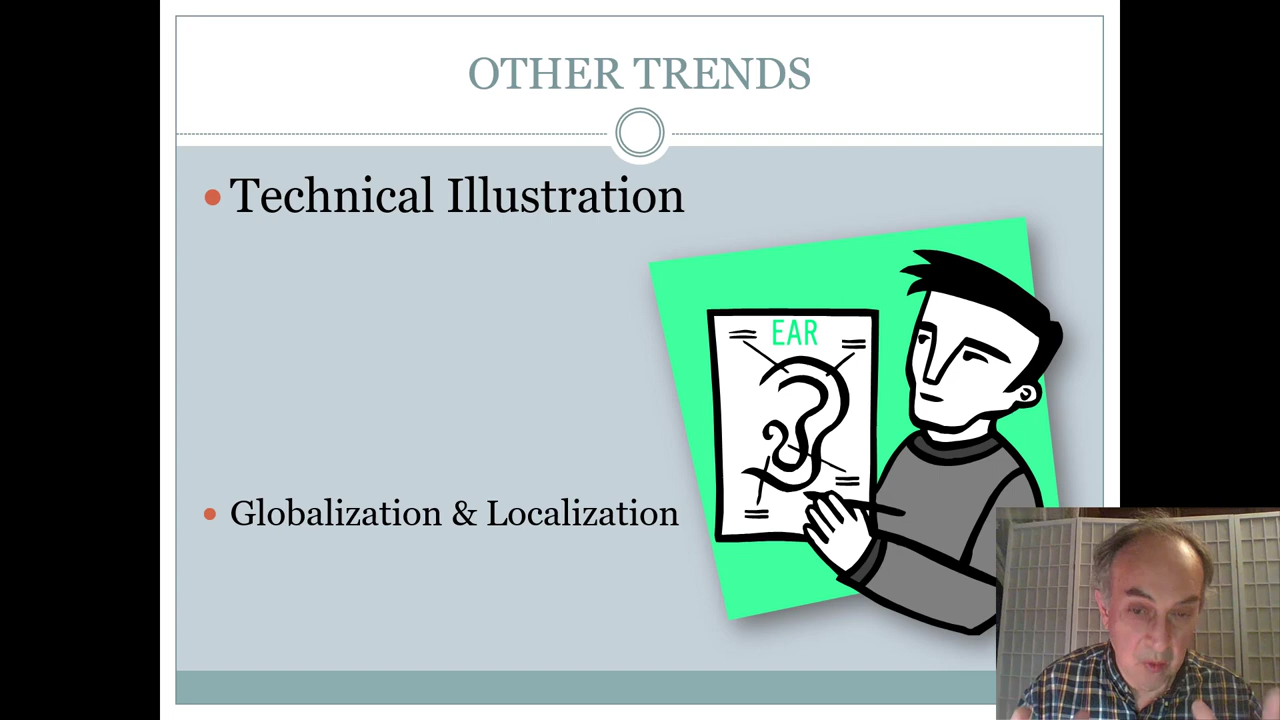 OTHER TRENDS
Technical Illustration
EAR
Globalization & Localization